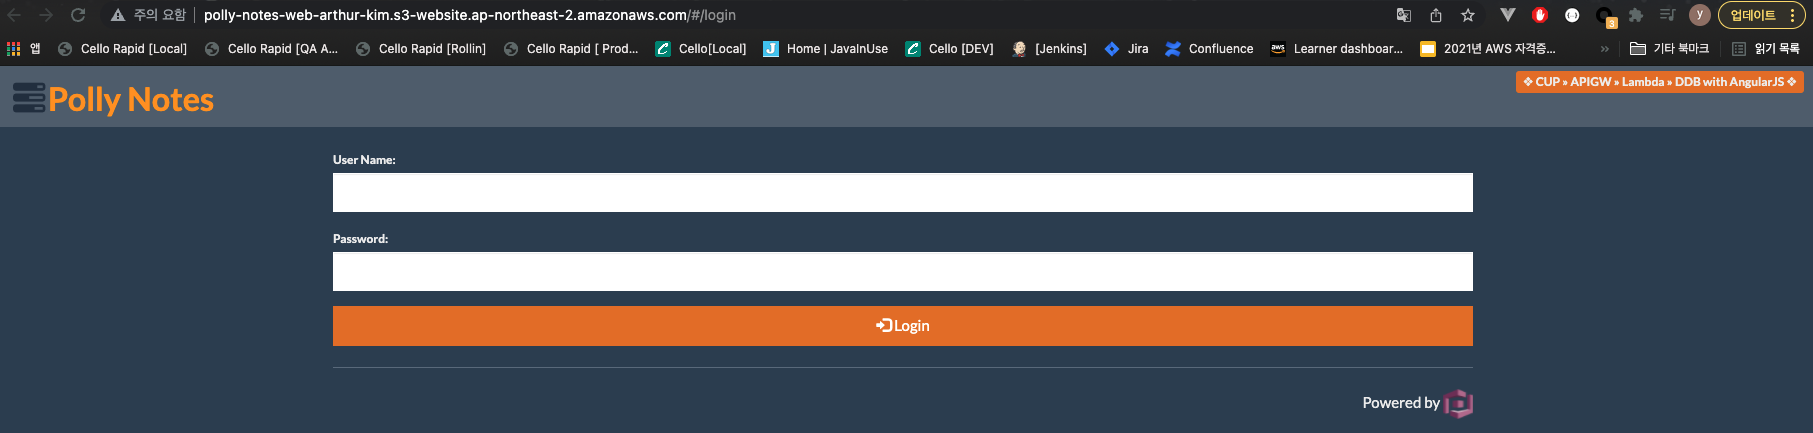 주의 요함 polly-notes-web-arthur-kim.s3-website.ap-northeast-2.amazonaws.com/#/login 3 y 업데이트
앱 Cello Rapid [Local] Cello Rapid [QA A... Cello Rapid [Rollin] Cello Rapid [ Prod... Cello[Local] J Home | JavaInUse Cello [DEV] [Jenkins] Jira Confluence aws Learner dashboar... 2021년 AWS 자격증... » 기타 북마크 읽기 목록
Polly Notes
❖ CUP » APIGW » Lambda » DDB with AngularJS ❖
User Name:
Password:
Login
Powered by